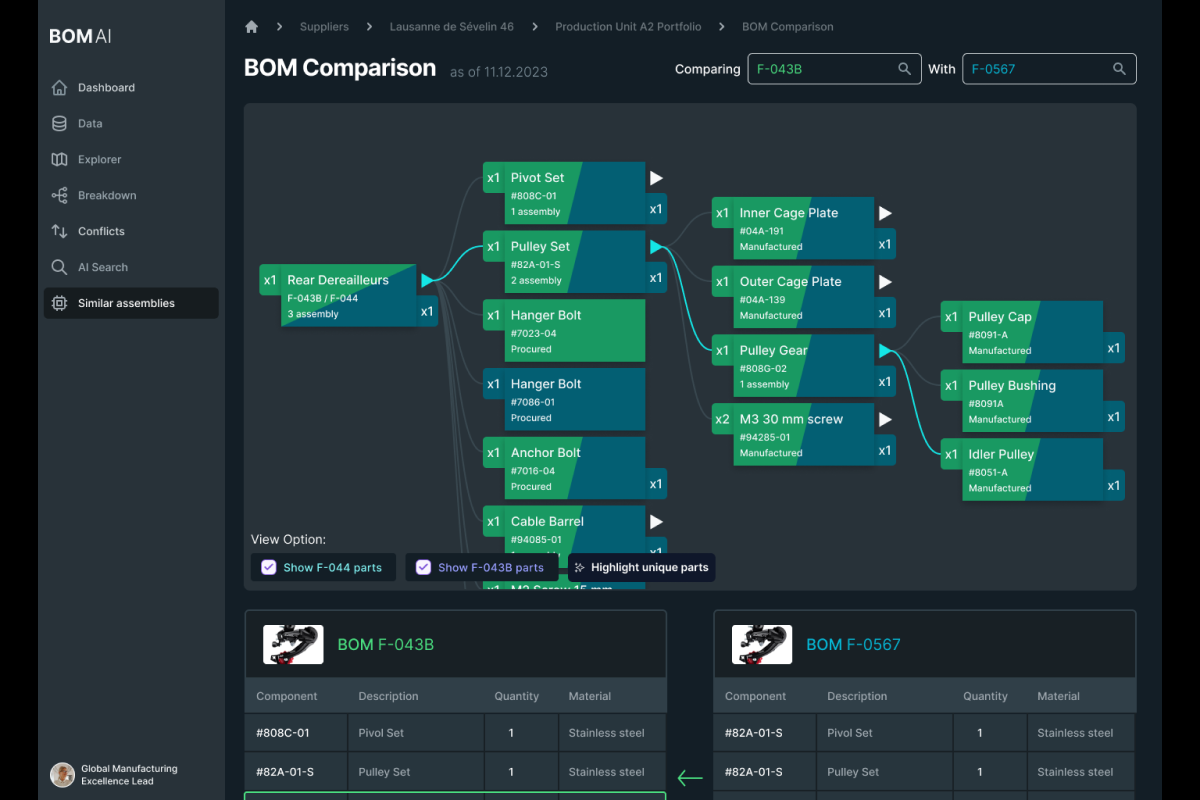 BOM AI
Dashboard
Data
Explorer
Breakdown
Conflicts
AI Search
Similar assemblies
Global Manufacturing
Excellence Lead
Suppliers
Lausanne de Sévelin 46
Production Unit A2 Portfolio
BOM Comparison
BOM Comparison as of 11.12.2023
Comparing F-043B With F-0567
x1 Rear Dereailleurs
F-043B / F-044
3 assembly x1
x1 Pivot Set
#808C-01
1 assembly x1
x1 Pulley Set
#82A-01-S
2 assembly x1
x1 Hanger Bolt
#7023-04
Procured
x1 Hanger Bolt
#7086-01
Procured
x1 Anchor Bolt
#7016-04
Procured x1
x1 Cable Barrel
#94085-01
x1
x1 M3 Screw 15 mm
x1 Inner Cage Plate
#04A-191
Manufactured x1
x1 Outer Cage Plate
#04A-139
Manufactured x1
x1 Pulley Gear
#808G-02
1 assembly x1
x2 M3 30 mm screw
#94285-01
Manufactured x1
x1 Pulley Cap
#8091-A
Manufactured x1
x1 Pulley Bushing
#8091A
Manufactured x1
x1 Idler Pulley
#8051-A
Manufactured x1
View Option:
Show F-044 parts
Show F-043B parts
Highlight unique parts
BOM F-043B
Component Description Quantity Material
#808C-01 Pivol Set 1 Stainless steel
#82A-01-S Pulley Set 1 Stainless steel
BOM F-0567
Component Description Quantity Material
#82A-01-S Pivol Set 1 Stainless steel
#82A-01-S Pulley Set 1 Stainless steel